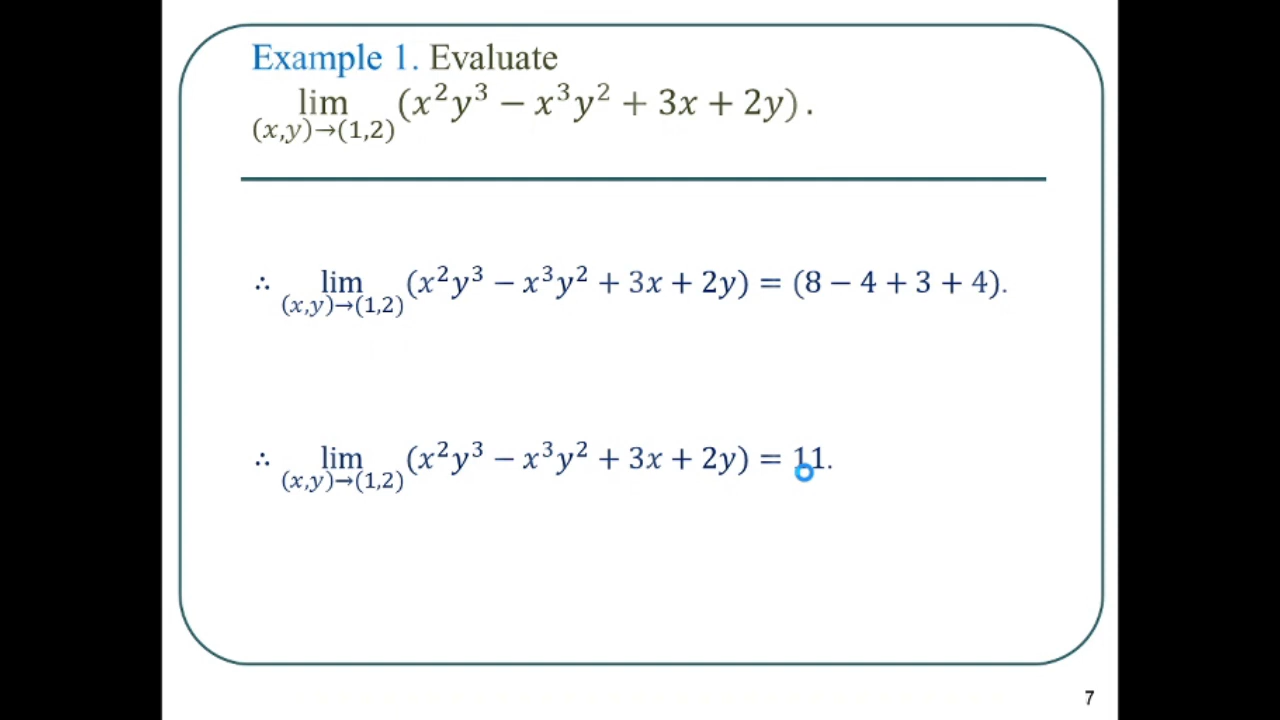 Example 1. Evaluate
lim (x²y³ − x³y² + 3x + 2y) .
(x,y)→(1,2)
∴ lim (x²y³ − x³y² + 3x + 2y) = (8 − 4 + 3 + 4).
(x,y)→(1,2)
∴ lim (x²y³ − x³y² + 3x + 2y) = 11.
(x,y)→(1,2)
7